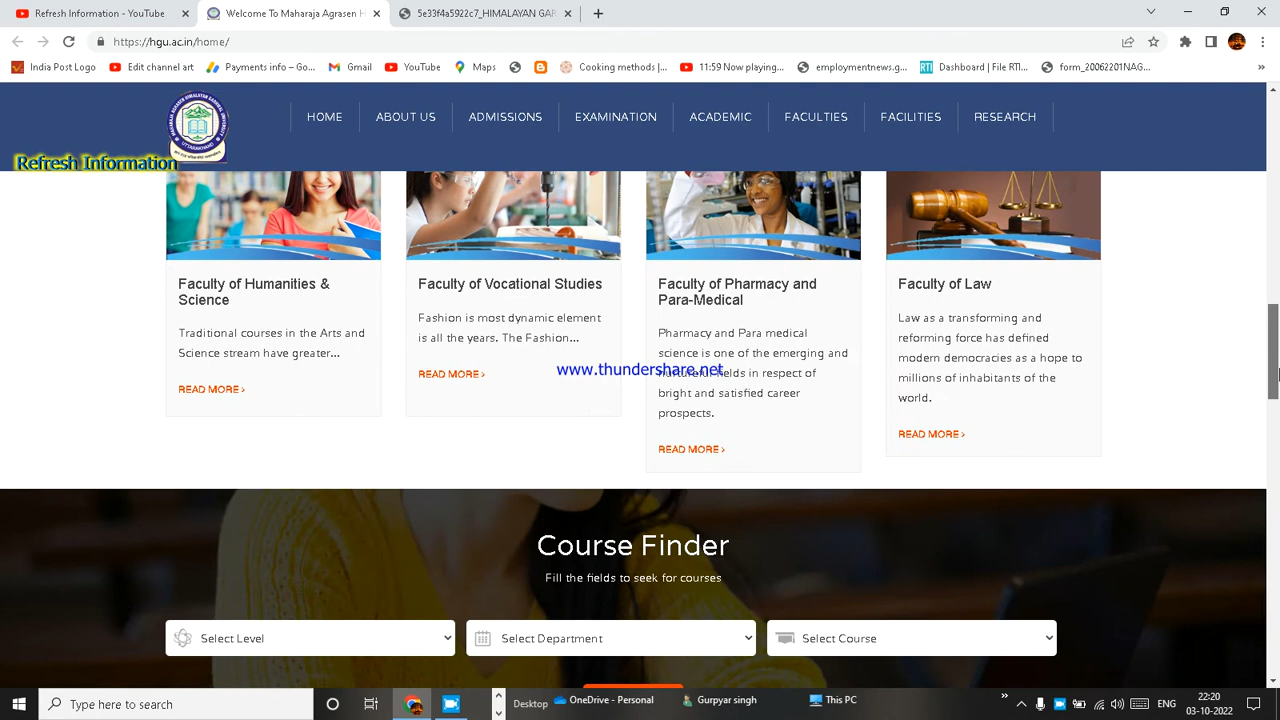 Refresh Information - YouTube
Welcome To Maharaja Agrasen H
5e33f4a5922c7_HIMALAYAN GAR
https://hgu.ac.in/home/
India Post Logo
Edit channel art
Payments info – Go...
Gmail
YouTube
Maps
Cooking methods |...
11:59 Now playing...
employmentnews.g...
Dashboard | File RTI...
form_20062201NAG...
HOME
ABOUT US
ADMISSIONS
EXAMINATION
ACADEMIC
FACULTIES
FACILITIES
RESEARCH
Refresh Information
Faculty of Humanities &
Science
Traditional courses in the Arts and
Science stream have greater...
READ MORE ›
Faculty of Vocational Studies
Fashion is most dynamic element
is all the years. The Fashion...
READ MORE ›
www.thundershare.net
Faculty of Pharmacy and
Para-Medical
Pharmacy and Para medical
science is one of the emerging and
fields in respect of
bright and satisfied career
prospects.
READ MORE ›
Faculty of Law
Law as a transforming and
reforming force has defined
modern democracies as a hope to
millions of inhabitants of the
world.
READ MORE ›
Course Finder
Fill the fields to seek for courses
Select Level
Select Department
Select Course
Type here to search
Desktop
OneDrive - Personal
Gurpyar singh
This PC
ENG
22:20
03-10-2022